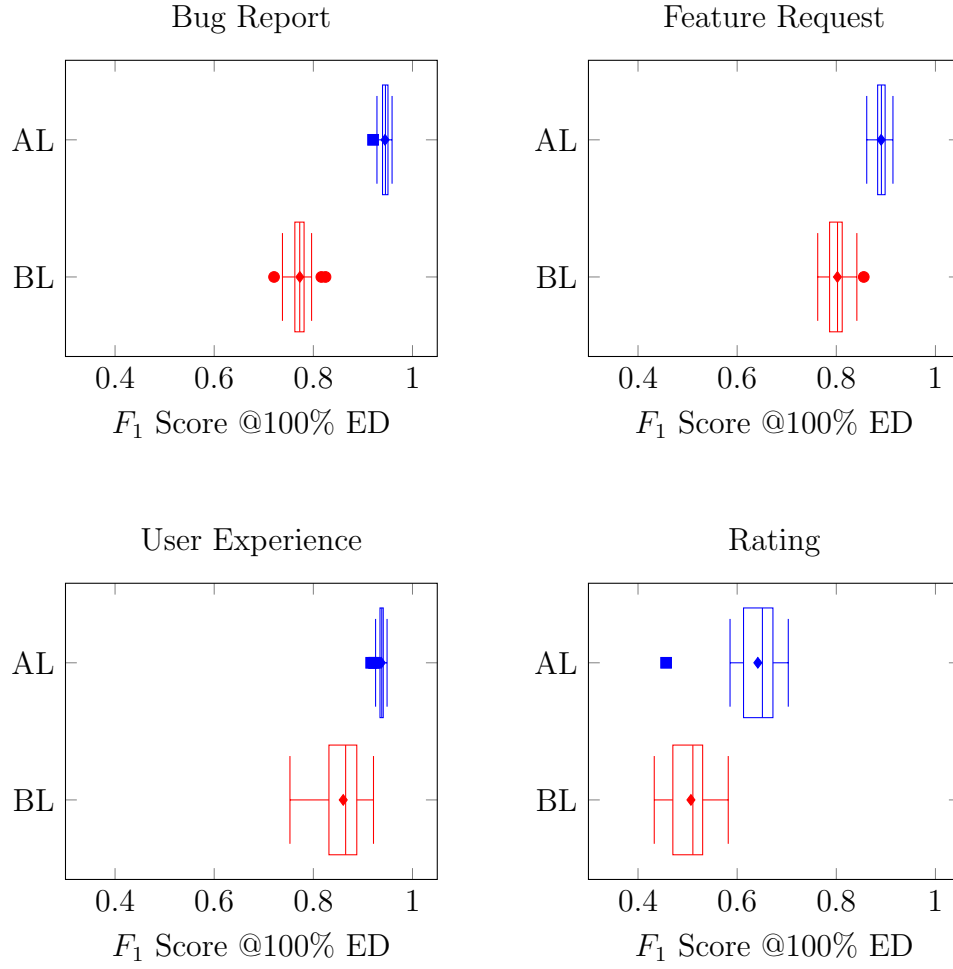 Bug Report
Feature Request
AL
BL
0.4 0.6 0.8 1
F₁ Score @100% ED
AL
BL
0.4 0.6 0.8 1
F₁ Score @100% ED
User Experience
Rating
AL
BL
0.4 0.6 0.8 1
F₁ Score @100% ED
AL
BL
0.4 0.6 0.8 1
F₁ Score @100% ED